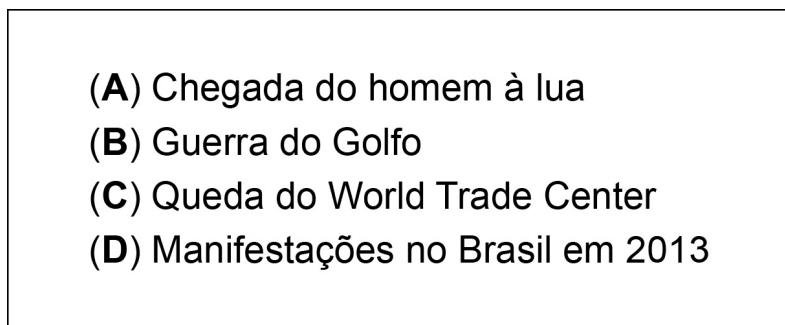 (A) Chegada do homem à lua
(B) Guerra do Golfo
(C) Queda do World Trade Center
(D) Manifestações no Brasil em 2013